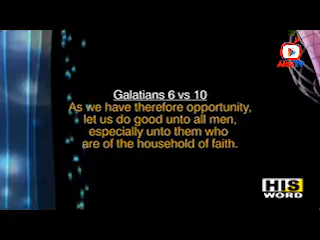 Galatians 6 vs 10
As we have therefore opportunity,
let us do good unto all men,
especially unto them who
are of the household of faith.
HIS
WORD